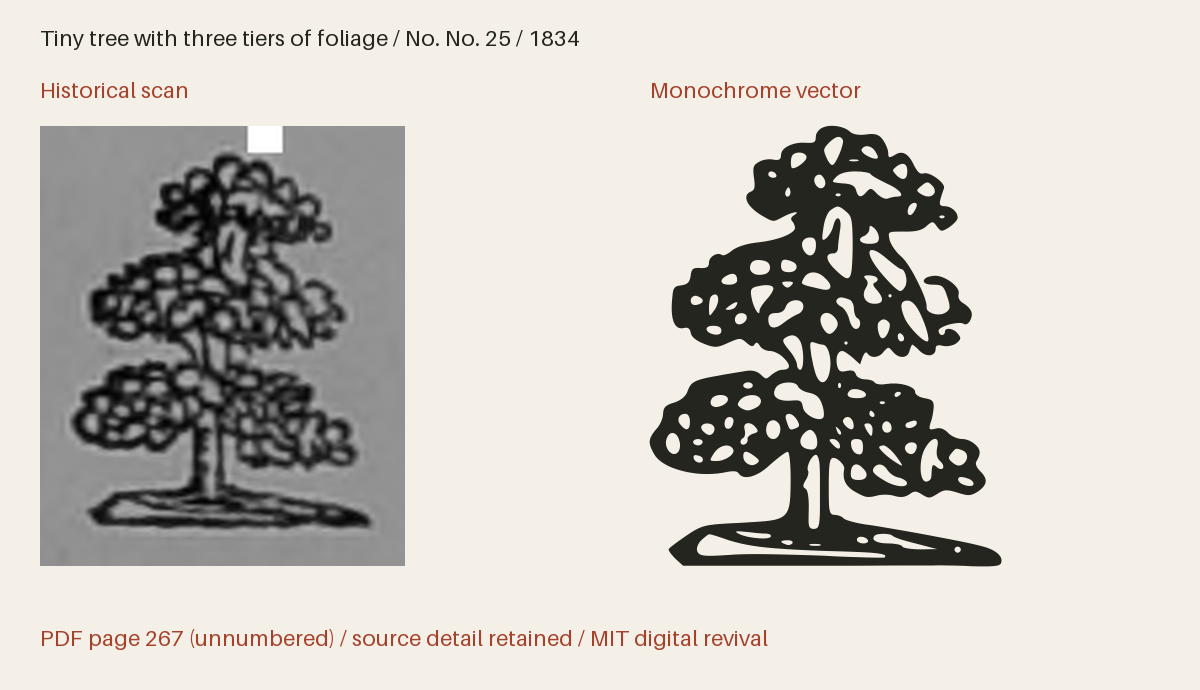 Tiny tree with three tiers of foliage / No. No. 25 / 1834
Historical scan
Monochrome vector
PDF page 267 (unnumbered) / source detail retained / MIT digital revival